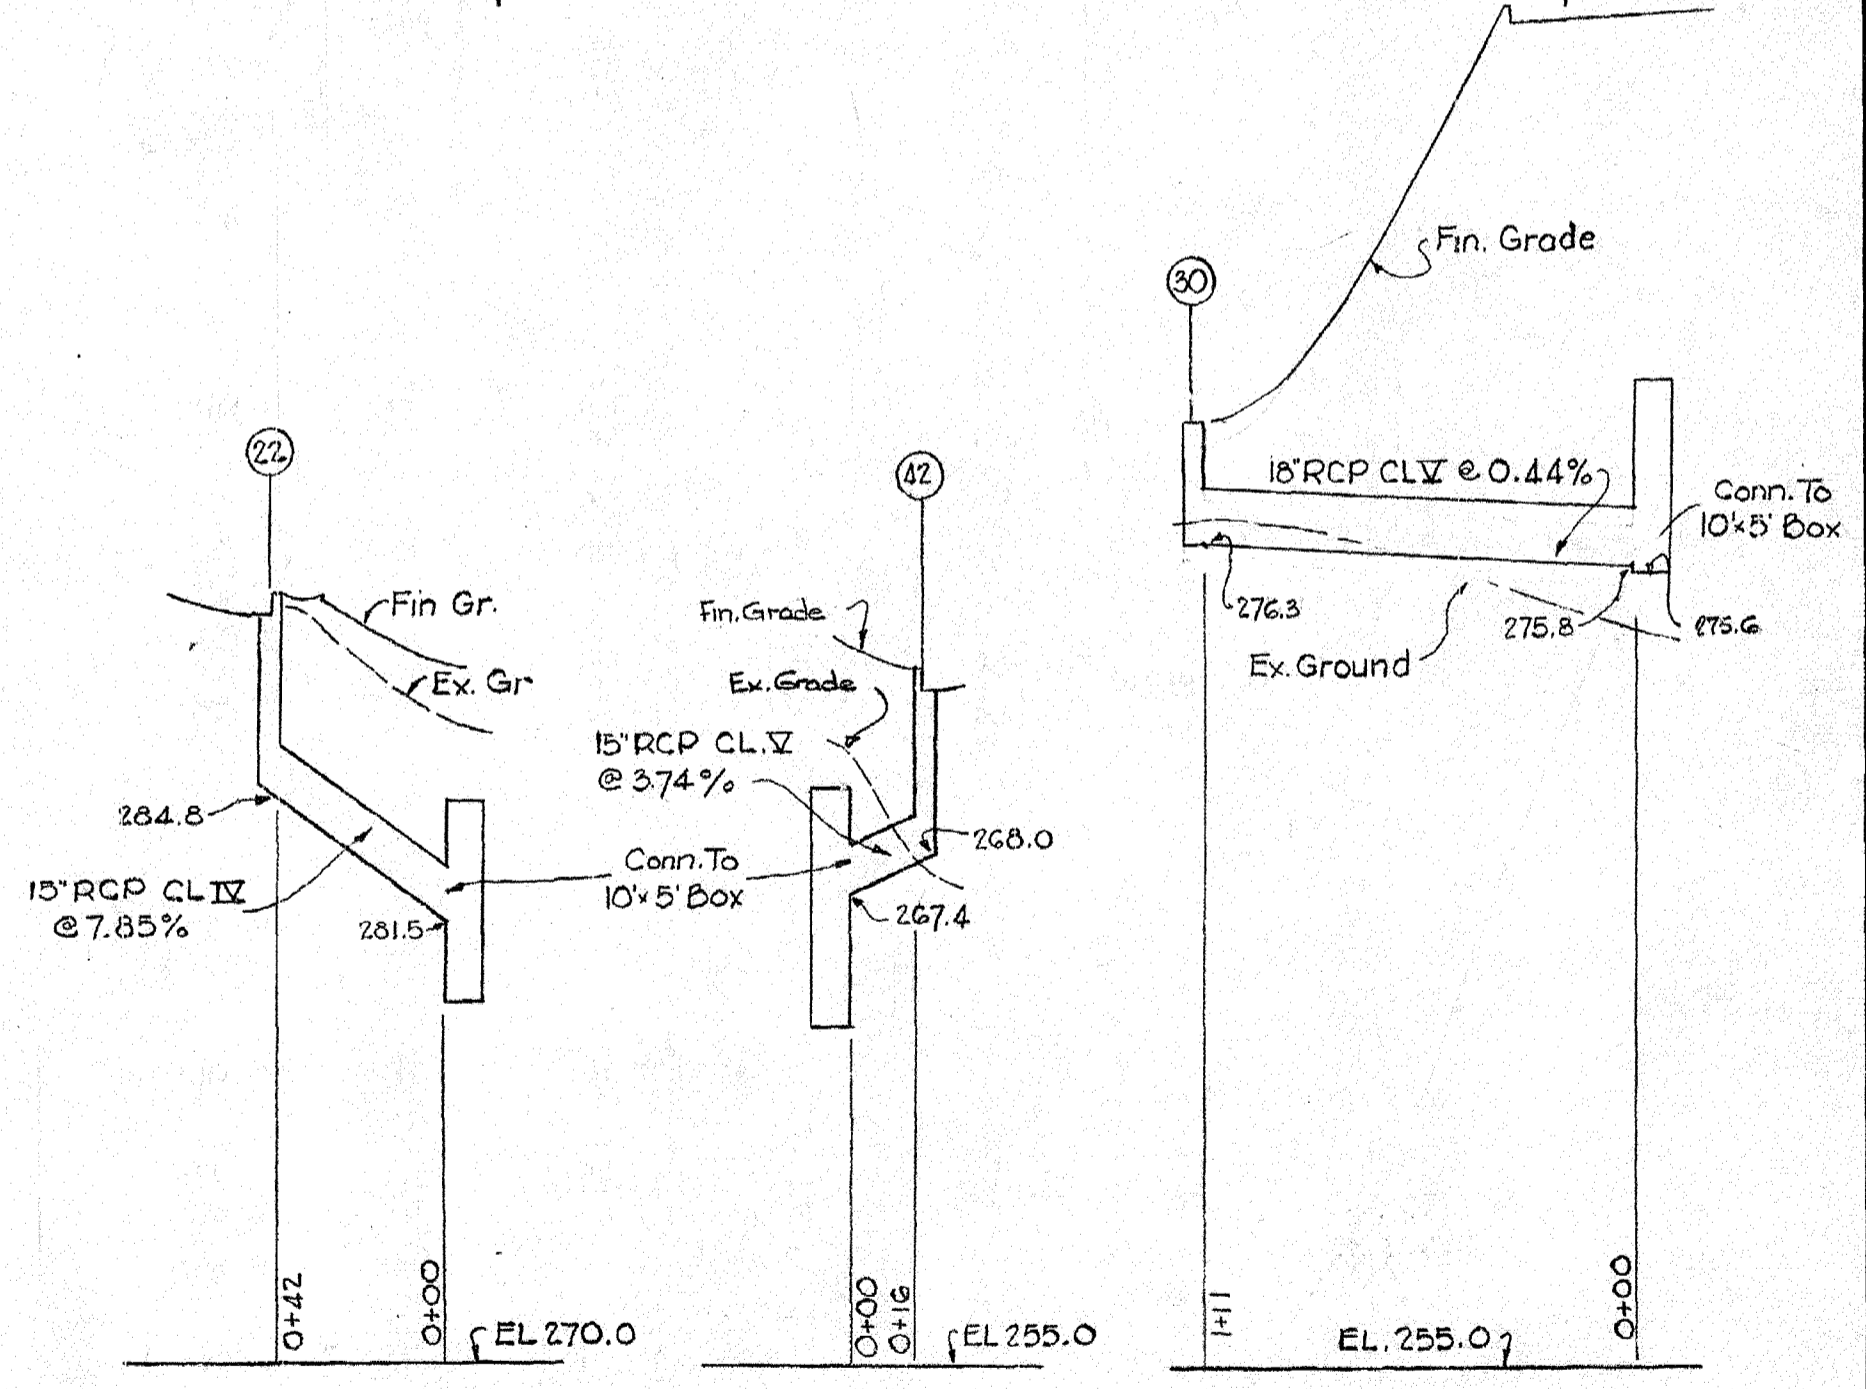 22
Fin Gr.
Ex. Gr
284.8
15"RCP CL IV
@7.85%
281.5
0+42
0+00
EL 270.0
42
Fin.Grade
Ex.Grade
15"RCP CL.V
@3.74%
268.0
Conn.To
10'x5' Box
267.4
0+00
0+16
EL 255.0
30
Fin. Grade
18"RCP CLV @ 0.44%
Conn.To
10'x5' Box
276.3
275.8
275.6
Ex.Ground
1+11
0+00
EL. 255.0